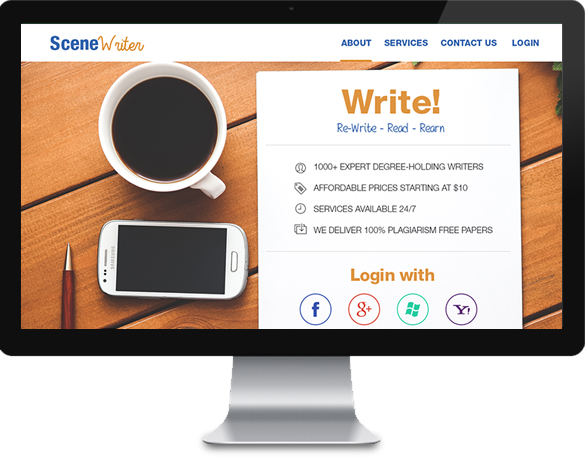 SceneWriter
ABOUT SERVICES CONTACT US LOGIN
Write!
Re-Write - Read - Rearn
1000+ EXPERT DEGREE-HOLDING WRITERS
AFFORDABLE PRICES STARTING AT $10
SERVICES AVAILABLE 24/7
WE DELIVER 100% PLAGIARISM FREE PAPERS
SAMSUNG
Login with
f g+ Y!